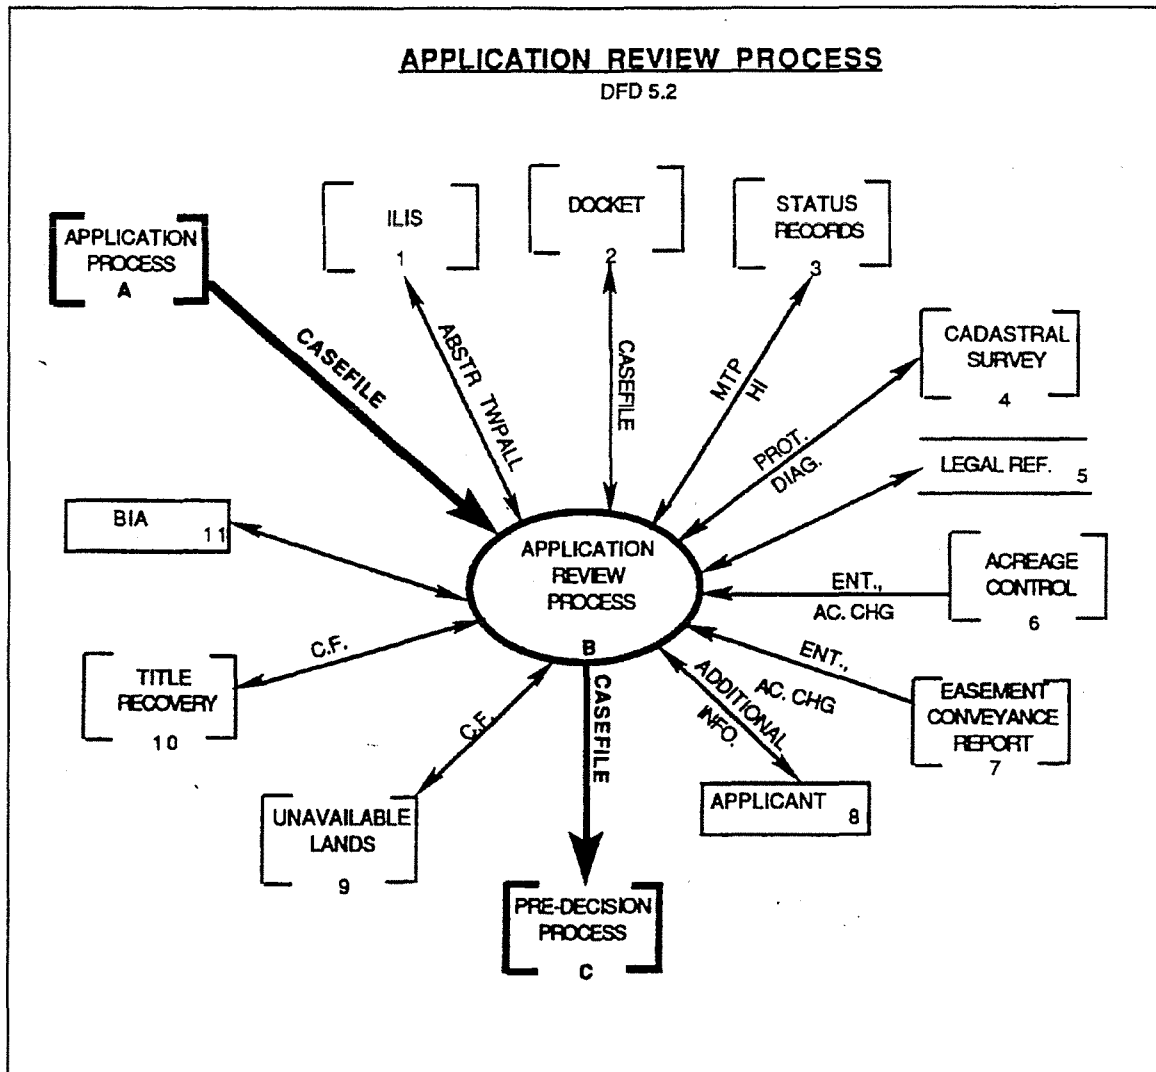 APPLICATION REVIEW PROCESS
DFD 5.2
APPLICATION
PROCESS
A
ILIS
1
DOCKET
2
STATUS
RECORDS
3
CADASTRAL
SURVEY
4
LEGAL REF.
5
ACREAGE
CONTROL
6
EASEMENT
CONVEYANCE
REPORT
7
APPLICANT
8
UNAVAILABLE
LANDS
9
TITLE
RECOVERY
10
BIA
11
CASEFILE
ABSTR TWPALL
CASEFILE
MTP
HI
PROT.
DIAG.
ENT.,
AC. CHG
ENT.,
AC. CHG
ADDITIONAL
INFO.
C.F.
C.F.
APPLICATION
REVIEW
PROCESS
B
CASEFILE
PRE-DECISION
PROCESS
C